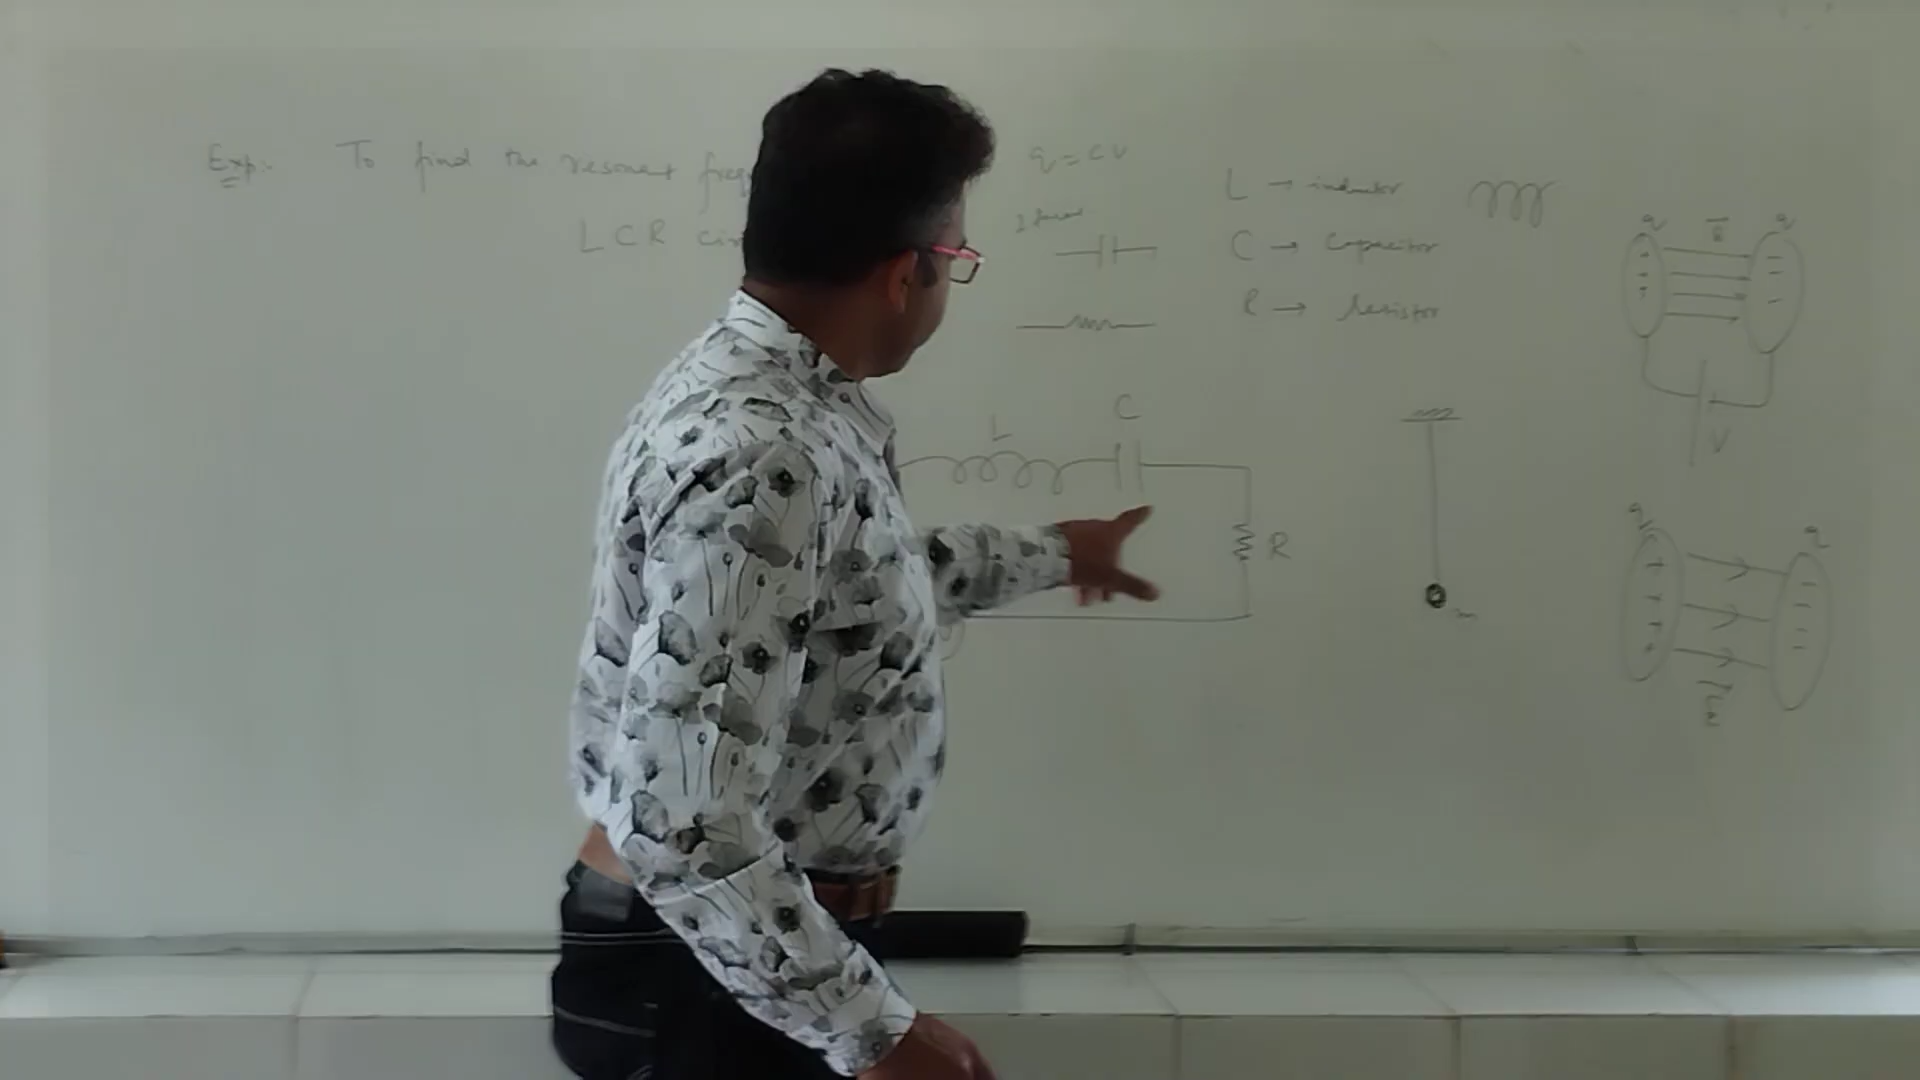 Exp:- To find the resonant freq
LCR cir
q = CV
L → inductor
C → Capacitor
R → Resistor
L
C
R
m
q
E
q
V
q
q
E